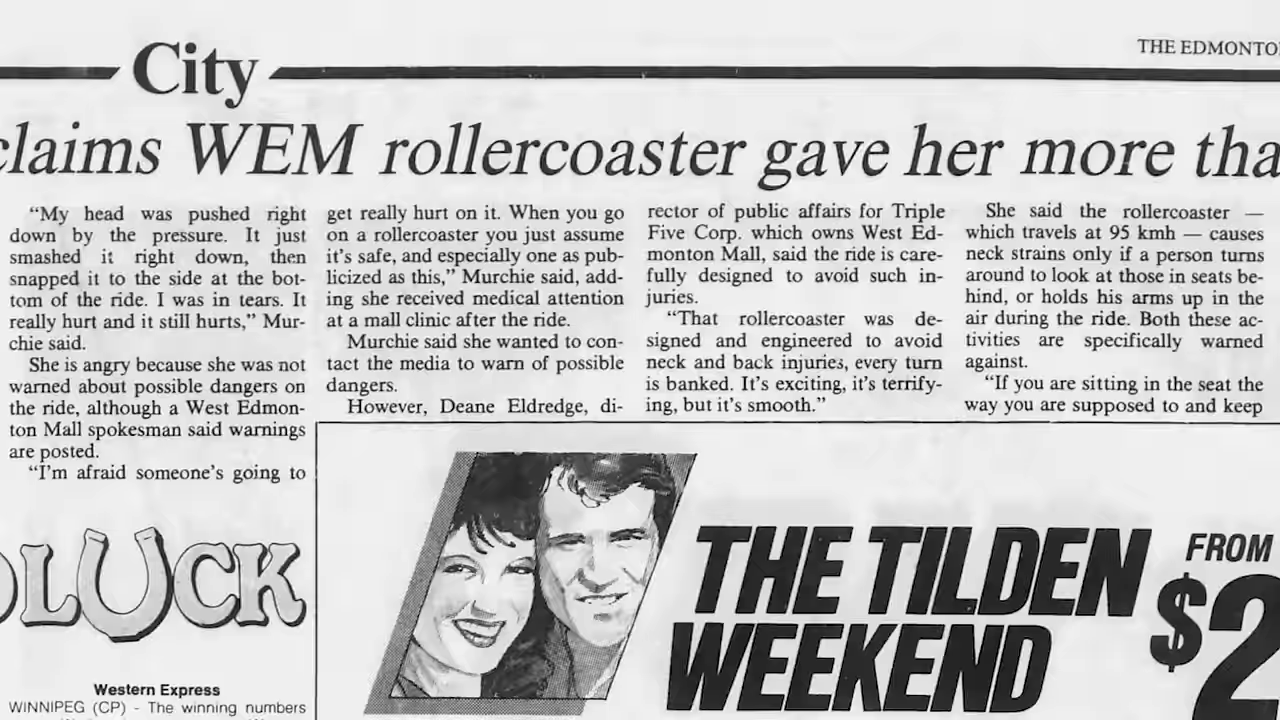 City
THE EDMONTO
claims WEM rollercoaster gave her more tha
"My head was pushed right
down by the pressure. It just
smashed it right down, then
snapped it to the side at the bot-
tom of the ride. I was in tears. It
really hurt and it still hurts," Mur-
chie said.
She is angry because she was not
warned about possible dangers on
the ride, although a West Edmon-
ton Mall spokesman said warnings
are posted.
"I'm afraid someone's going to
get really hurt on it. When you go
on a rollercoaster you just assume
it's safe, and especially one as pub-
licized as this," Murchie said, add-
ing she received medical attention
at a mall clinic after the ride.
Murchie said she wanted to con-
tact the media to warn of possible
dangers.
However, Deane Eldredge, di-
rector of public affairs for Triple
Five Corp. which owns West Ed-
monton Mall, said the ride is care-
fully designed to avoid such in-
juries.
"That rollercoaster was de-
signed and engineered to avoid
neck and back injuries, every turn
is banked. It's exciting, it's terrify-
ing, but it's smooth."
She said the rollercoaster —
which travels at 95 kmh — causes
neck strains only if a person turns
around to look at those in seats be-
hind, or holds his arms up in the
air during the ride. Both these ac-
tivities are specifically warned
against.
"If you are sitting in the seat the
way you are supposed to and keep
OLUCK
Western Express
WINNIPEG (CP) - The winning numbers
THE TILDEN
WEEKEND
FROM
$2